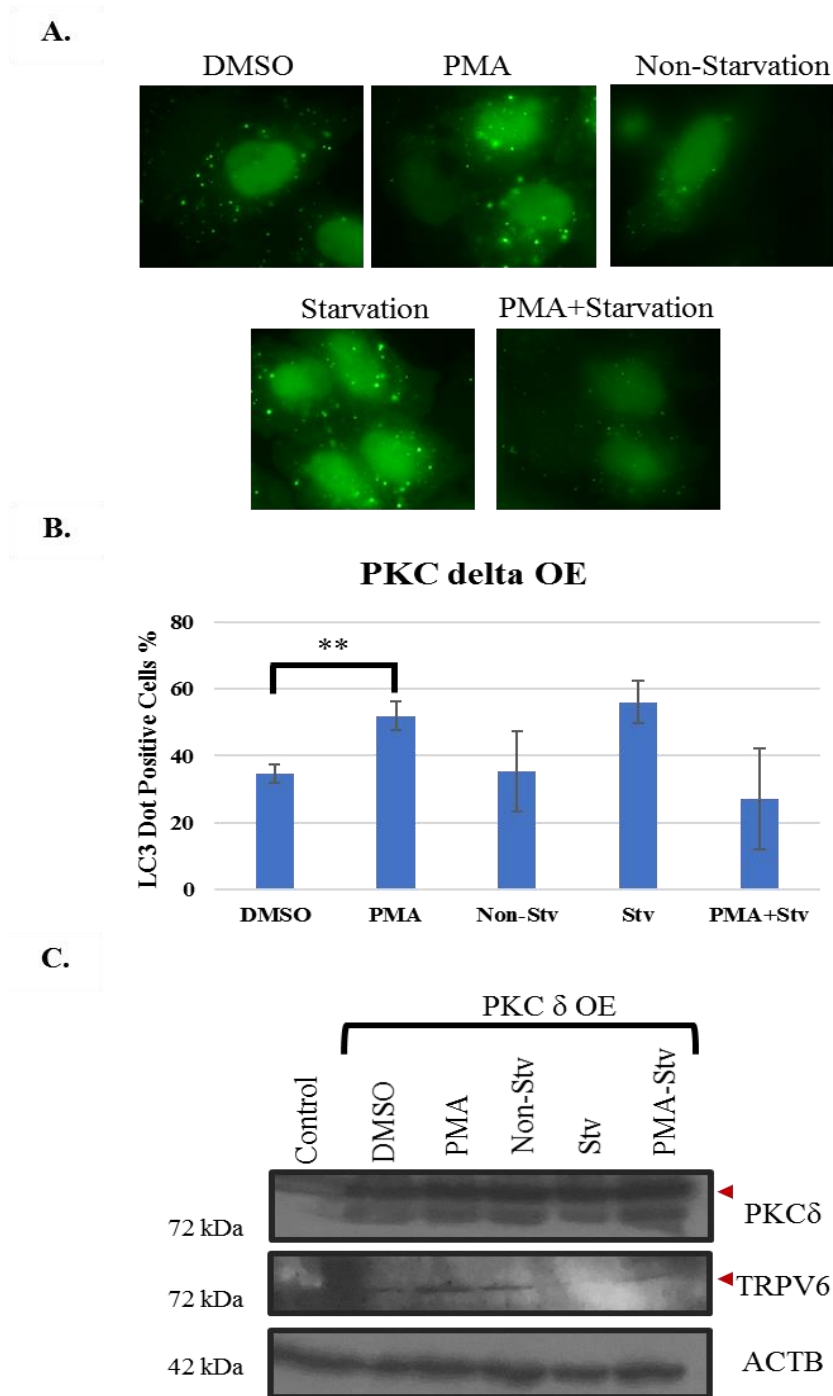 A.
DMSO PMA Non-Starvation
Starvation PMA+Starvation
B.
PKC delta OE
LC3 Dot Positive Cells %
80
60
40
20
0
**
DMSO PMA Non-Stv Stv PMA+Stv
C.
PKC δ OE
Control DMSO PMA Non-Stv Stv PMA-Stv
72 kDa PKCδ
72 kDa TRPV6
42 kDa ACTB